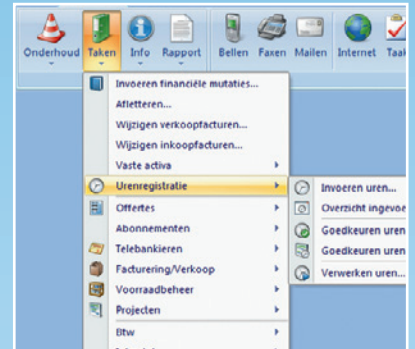 Onderhoud Taken Info Rapport Bellen Faxen Mailen Internet
Invoeren financiële mutaties...
Afletteren...
Wijzigen verkoopfacturen...
Wijzigen inkoopfacturen...
Vaste activa
Urenregistratie
Offertes
Abonnementen
Telebankieren
Facturering/Verkoop
Voorraadbeheer
Projecten
Btw
Invoeren uren...
Overzicht
Goedkeuren uren
Goedkeuren uren
Verwerken uren...